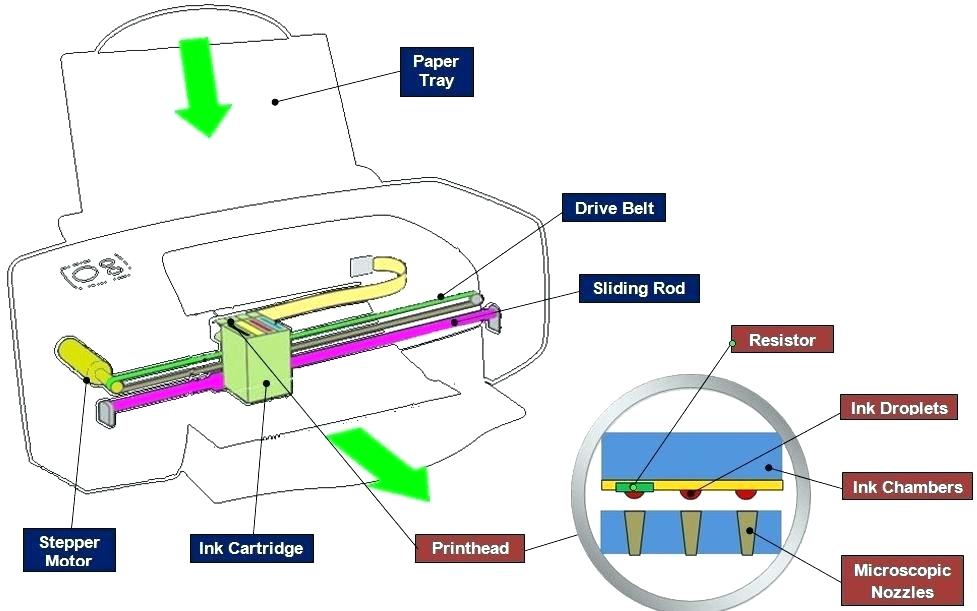 Paper
Tray
Drive Belt
Sliding Rod
Resistor
Ink Droplets
Ink Chambers
Stepper
Motor
Ink Cartridge
Printhead
Microscopic
Nozzles